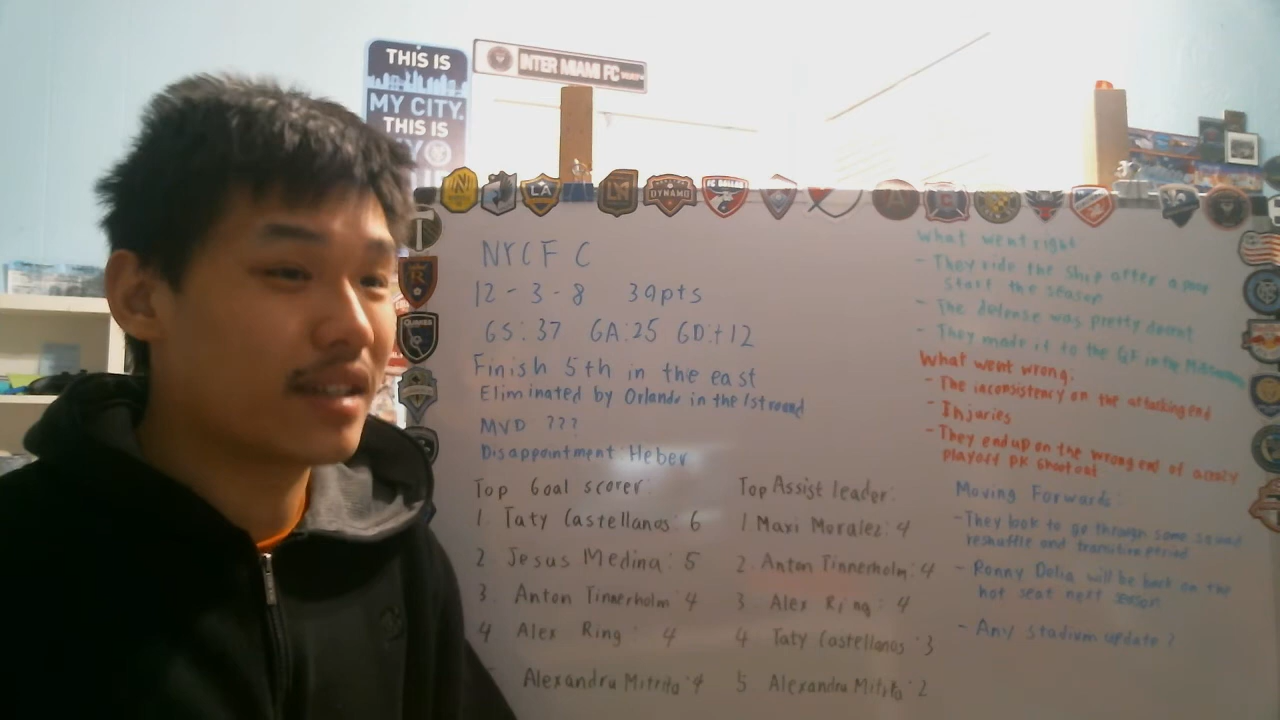 THIS IS
MY CITY.
THIS IS
INTER MIAMI FC
LA
DYNAMO
FC DALLAS
QUAKES
NYCFC
12-3-8 39pts
GS:37 GA:25 GD:+12
Finish 5th in the east
Eliminated by Orlando in the 1st round
MVP ???
Disappointment: Heber
Top Goal scorer:
1. Taty Castellanos: 6
2 Jesus Medina: 5
3. Anton Tinnerholm: 4
4 Alex Ring: 4
Alexandru Mitrita: 4
Top Assist leader:
1. Maxi Moralez: 4
2. Anton Tinnerholm: 4
3 Alex Ring: 4
4 Taty Castellanos: 3
5 Alexandru Mitrita: 2
What went right
- They ride the ship after a poor
start the season
- The defense was pretty decent
- They made it to the QF in the
What went wrong:
- The inconsistency on the attacking end
- Injuries
- They end up on the wrong end of a crazy
playoff PK shootout
Moving Forwards:
- They look to go through some squad
reshuffle and transition period
- Ronny Delia will be back on the
hot seat next season
- Any stadium update?